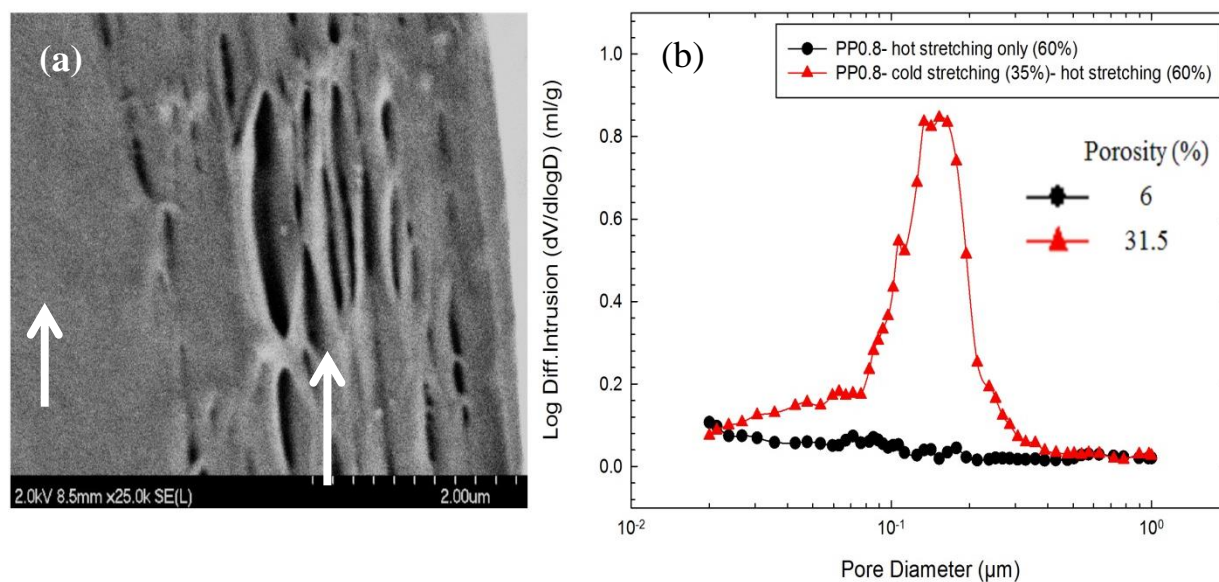 (a)
2.0kV 8.5mm x25.0k SE(L)
2.00um
(b)
PP0.8- hot stretching only (60%)
PP0.8- cold stretching (35%)- hot stretching (60%)
Porosity (%)
6
31.5
Log Diff.Intrusion (dV/dlogD) (ml/g)
1.0
0.8
0.6
0.4
0.2
0.0
10-2
10-1
100
Pore Diameter (µm)